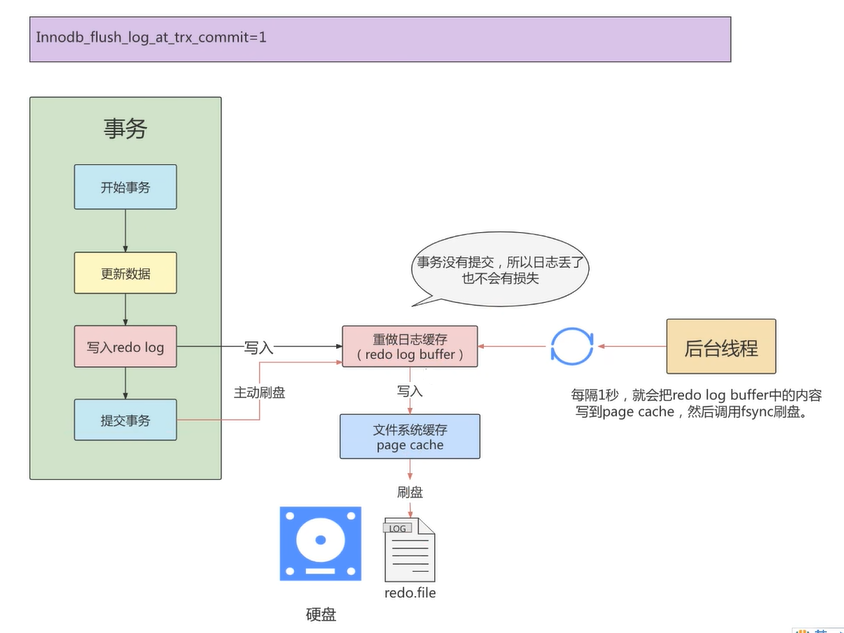 Innodb_flush_log_at_trx_commit=1
事务
开始事务
更新数据
写入redo log
提交事务
写入
主动刷盘
事务没有提交，所以日志丢了
也不会有损失
重做日志缓存
（redo log buffer）
写入
文件系统缓存
page cache
刷盘
LOG
redo.file
硬盘
后台线程
每隔1秒，就会把redo log buffer中的内容
写到page cache，然后调用fsync刷盘。